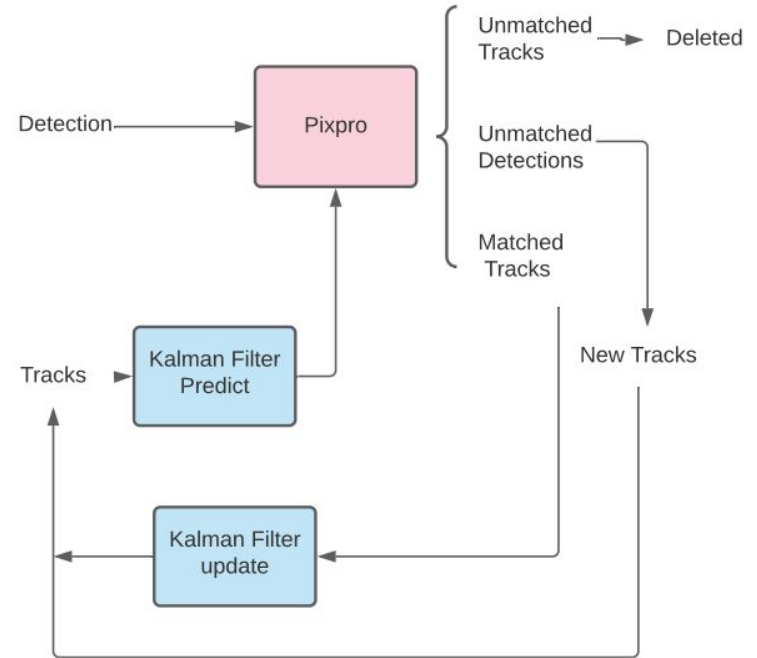 Unmatched
Tracks
Deleted
Detection
Pixpro
Unmatched
Detections
Matched
Tracks
New Tracks
Tracks
Kalman Filter
Predict
Kalman Filter
update